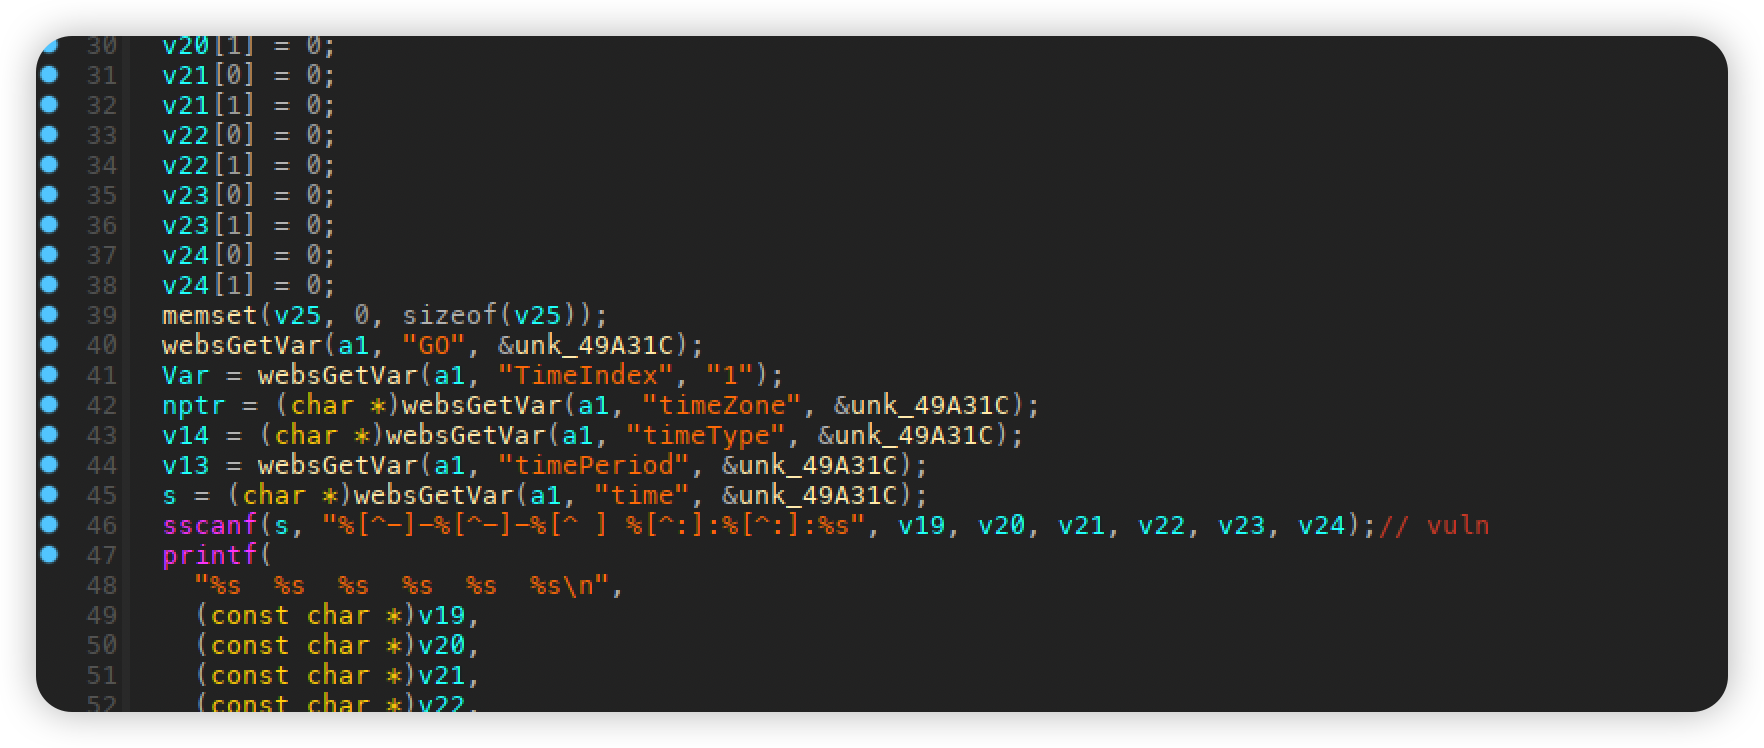 30 v20[1] = 0;
31 v21[0] = 0;
32 v21[1] = 0;
33 v22[0] = 0;
34 v22[1] = 0;
35 v23[0] = 0;
36 v23[1] = 0;
37 v24[0] = 0;
38 v24[1] = 0;
39 memset(v25, 0, sizeof(v25));
40 websGetVar(a1, "GO", &unk_49A31C);
41 Var = websGetVar(a1, "TimeIndex", "1");
42 nptr = (char *)websGetVar(a1, "timeZone", &unk_49A31C);
43 v14 = (char *)websGetVar(a1, "timeType", &unk_49A31C);
44 v13 = websGetVar(a1, "timePeriod", &unk_49A31C);
45 s = (char *)websGetVar(a1, "time", &unk_49A31C);
46 sscanf(s, "%[^-]-%[^-]-%[^ ] %[^:]:%[^:]:%s", v19, v20, v21, v22, v23, v24);// vuln
47 printf(
48 "%s  %s  %s  %s  %s  %s\n",
49 (const char *)v19,
50 (const char *)v20,
51 (const char *)v21,
52 (const char *)v22,